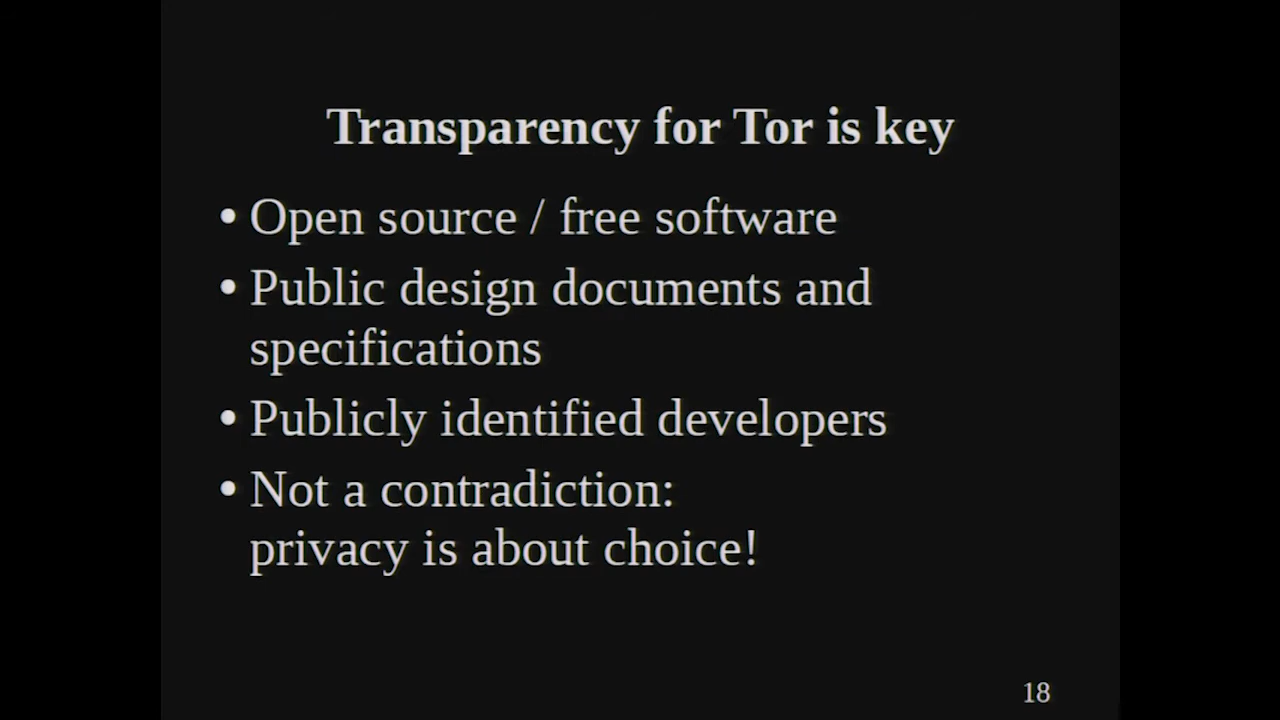 Transparency for Tor is key
• Open source / free software
• Public design documents and
specifications
• Publicly identified developers
• Not a contradiction:
privacy is about choice!
18